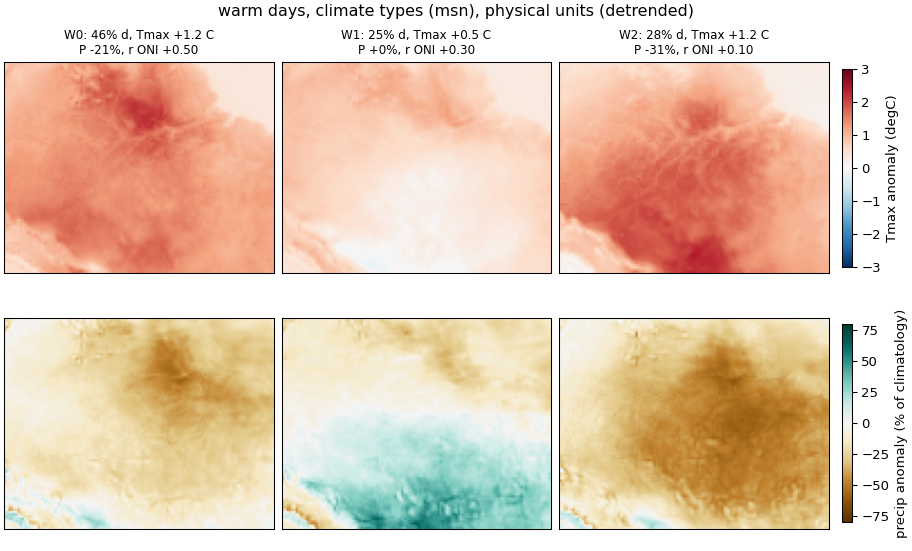 warm days, climate types (msn), physical units (detrended)
W0: 46% d, Tmax +1.2 C
P -21%, r ONI +0.50
W1: 25% d, Tmax +0.5 C
P +0%, r ONI +0.30
W2: 28% d, Tmax +1.2 C
P -31%, r ONI +0.10
3
2
1
0
−1
−2
−3
Tmax anomaly (degC)
75
50
25
0
−25
−50
−75
precip anomaly (% of climatology)